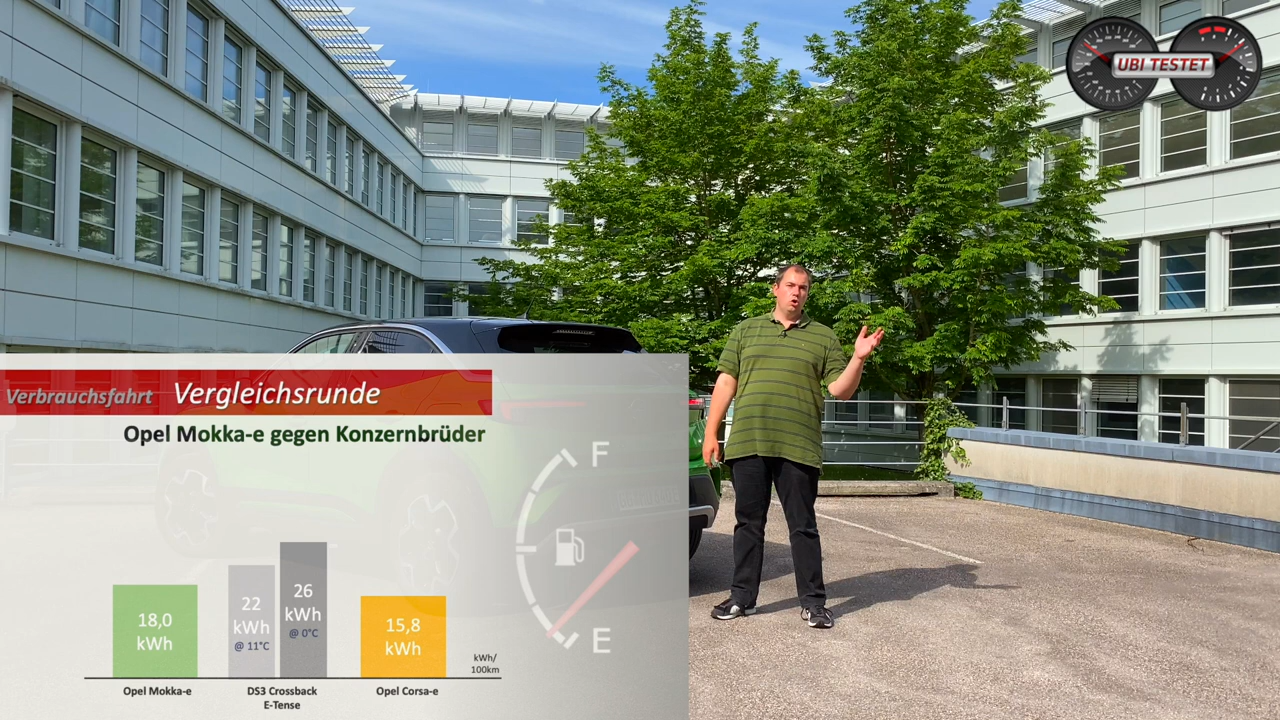 UBI TESTET
Verbrauchsfahrt Vergleichsrunde
Opel Mokka-e gegen Konzernbrüder
F
E
18,0
kWh
22
kWh
@ 11°C
26
kWh
@ 0°C
15,8
kWh
kWh/
100km
Opel Mokka-e
DS3 Crossback
E-Tense
Opel Corsa-e